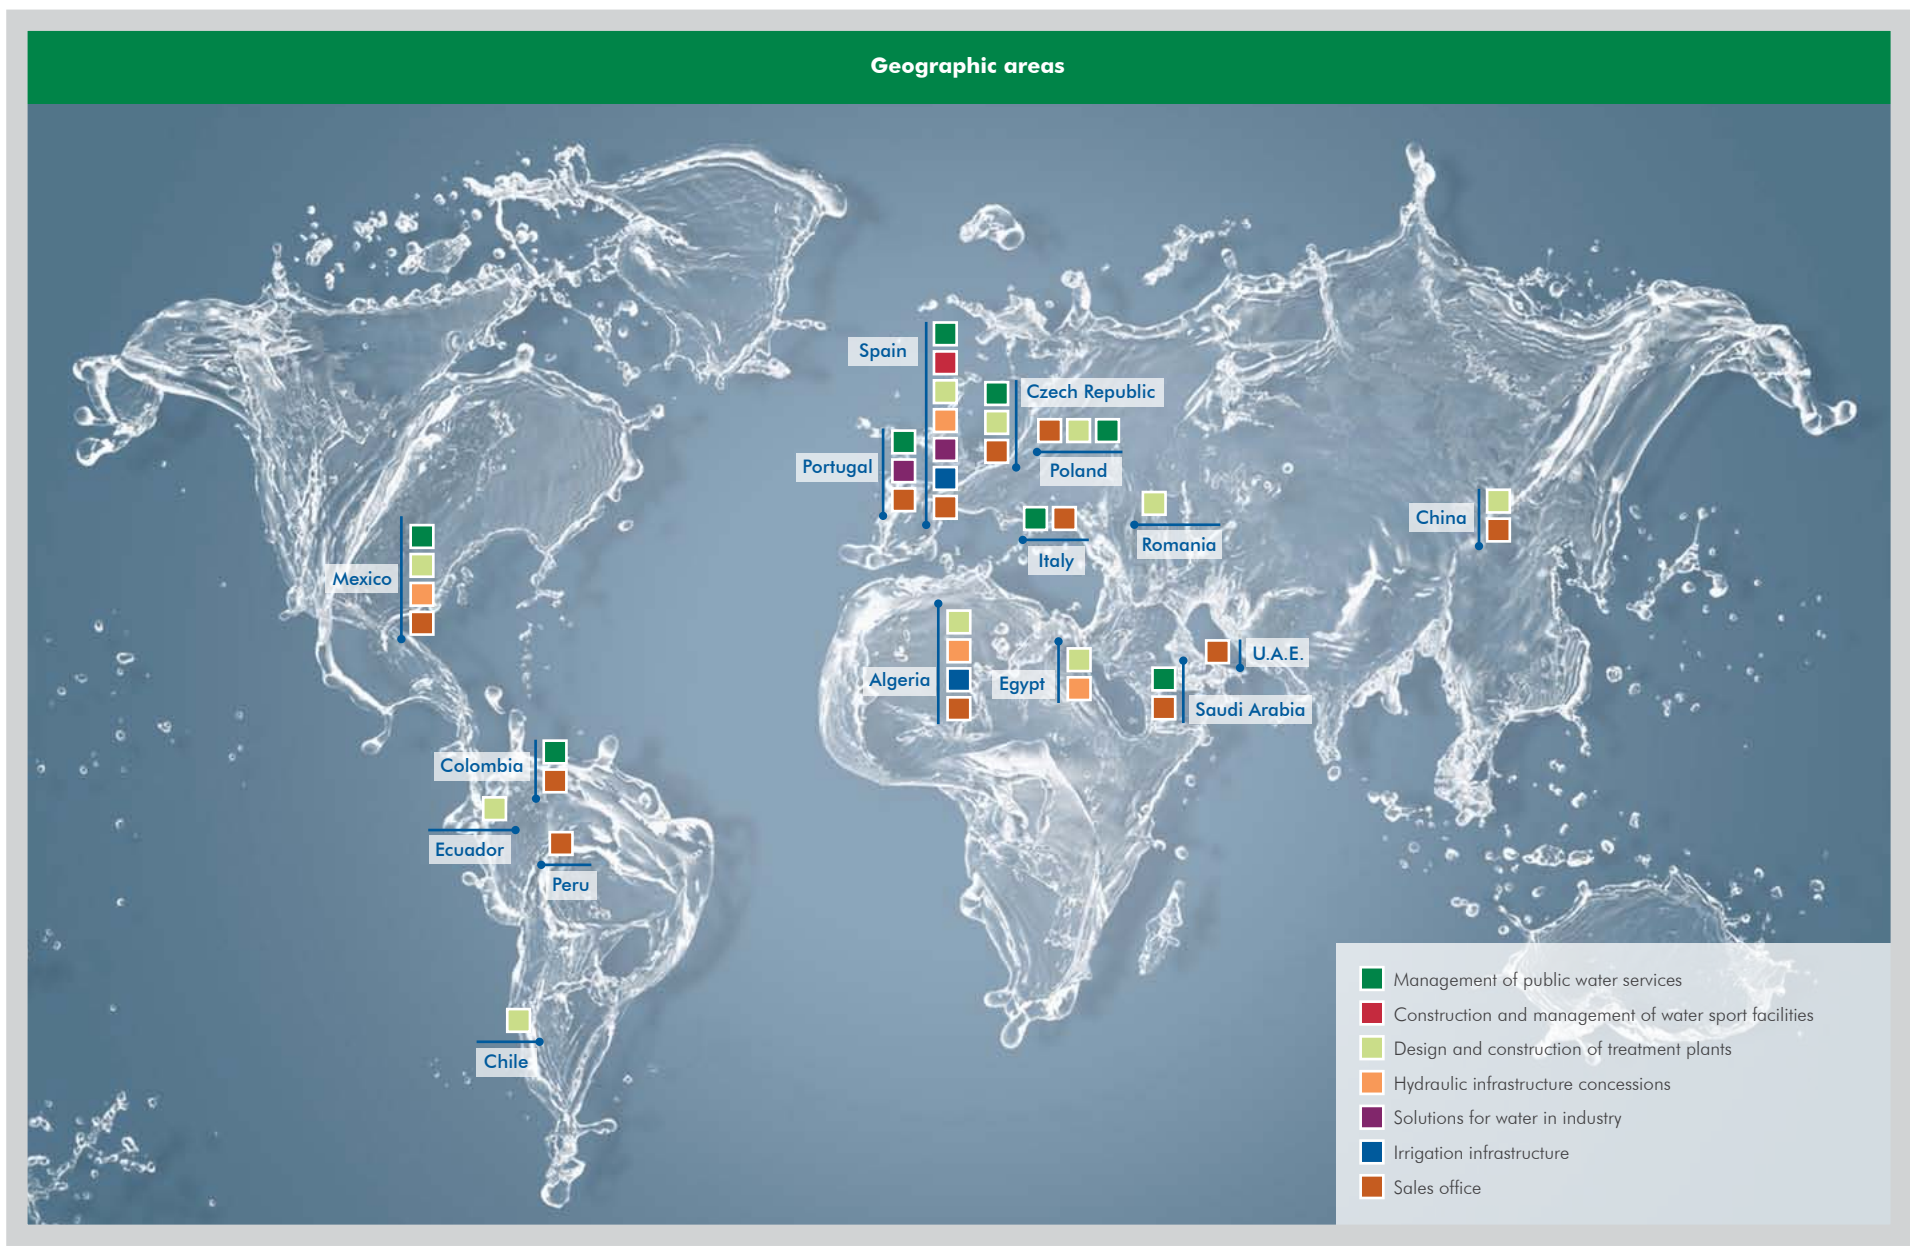 Geographic areas
Spain
Czech Republic
Portugal
Poland
China
Romania
Italy
Mexico
U.A.E.
Algeria
Egypt
Saudi Arabia
Colombia
Ecuador
Peru
Chile
Management of public water services
Construction and management of water sport facilities
Design and construction of treatment plants
Hydraulic infrastructure concessions
Solutions for water in industry
Irrigation infrastructure
Sales office